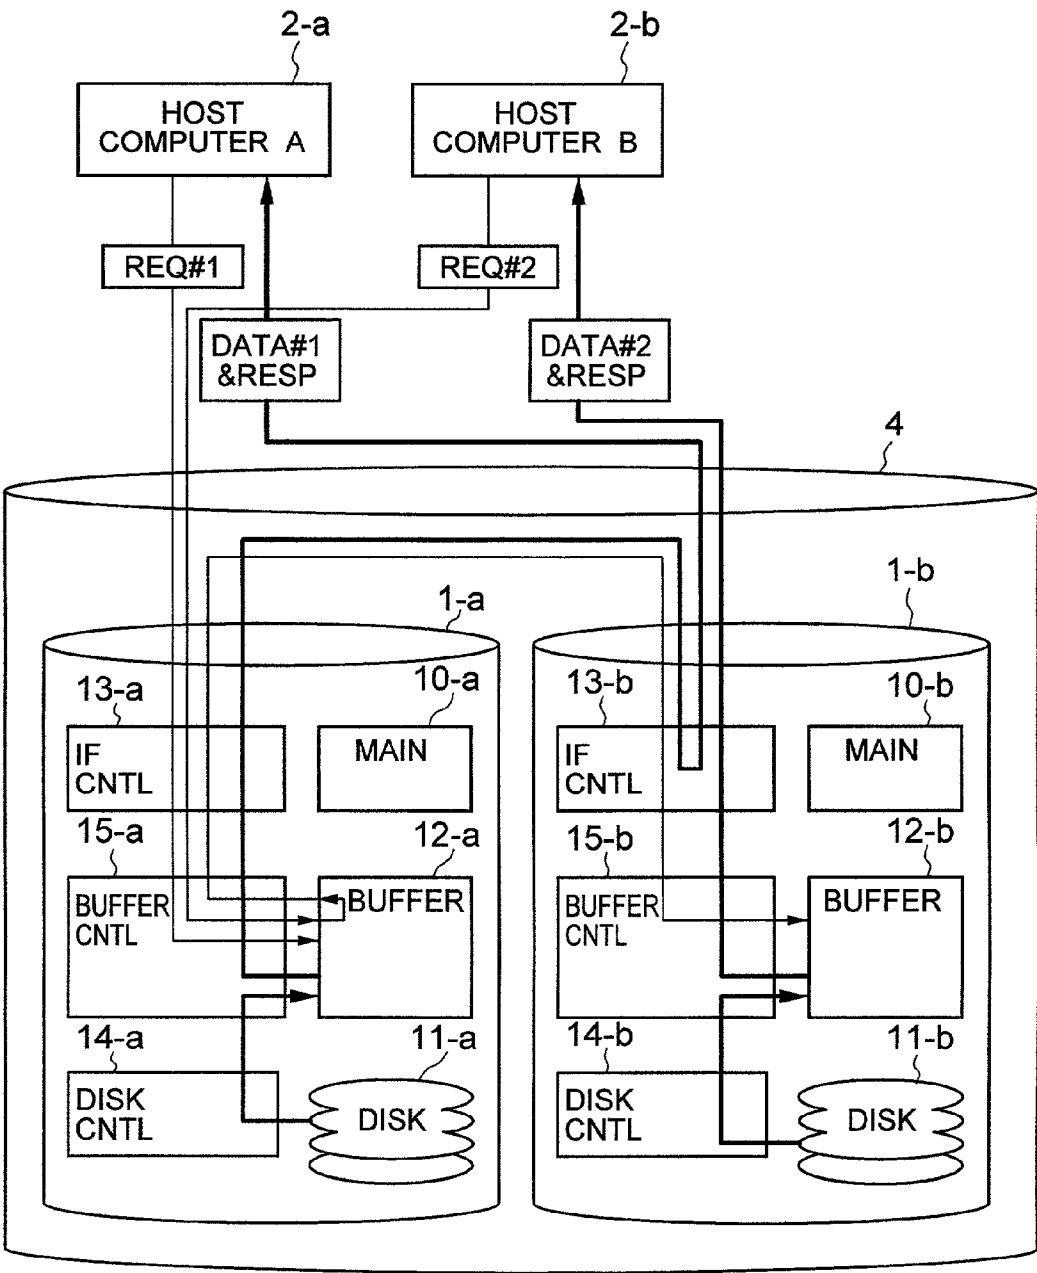 2-a
2-b
HOST
COMPUTER A
HOST
COMPUTER B
REQ#1
REQ#2
DATA#1
&RESP
DATA#2
&RESP
4
1-a
1-b
13-a
10-a
13-b
10-b
IF
CNTL
MAIN
IF
CNTL
MAIN
15-a
12-a
15-b
12-b
BUFFER
CNTL
BUFFER
BUFFER
CNTL
BUFFER
14-a
11-a
14-b
11-b
DISK
CNTL
DISK
DISK
CNTL
DISK